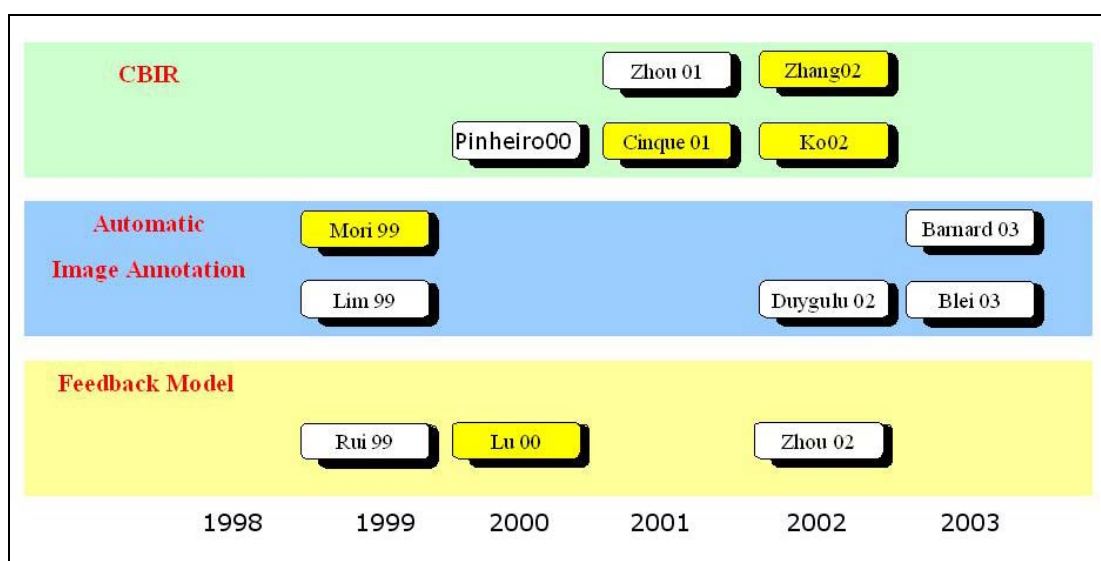 CBIR
Zhou 01
Zhang02
Pinheiro00
Cinque 01
Ko02
Automatic
Image Annotation
Mori 99
Barnard 03
Lim 99
Duygulu 02
Blei 03
Feedback Model
Rui 99
Lu 00
Zhou 02
1998
1999
2000
2001
2002
2003